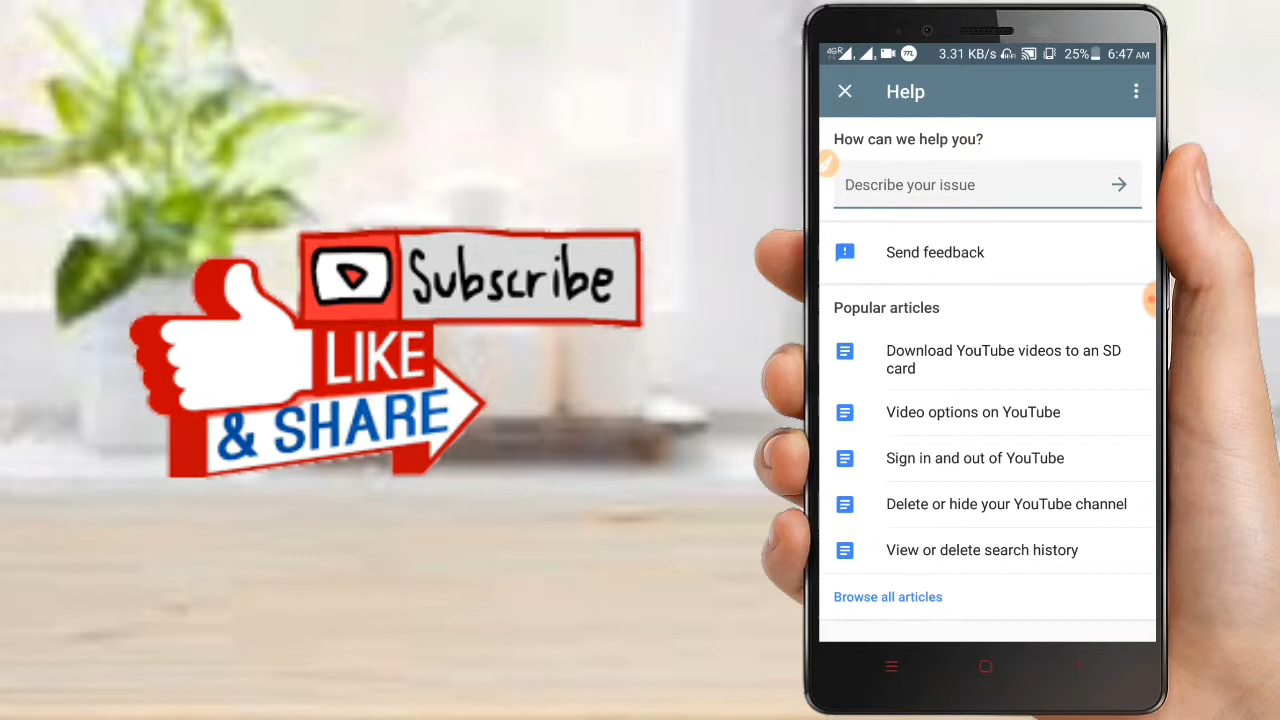 Subscribe
LIKE
& SHARE
3.31 KB/s
25%
6:47 AM
Help
How can we help you?
Describe your issue
Send feedback
Popular articles
Download YouTube videos to an SD
card
Video options on YouTube
Sign in and out of YouTube
Delete or hide your YouTube channel
View or delete search history
Browse all articles